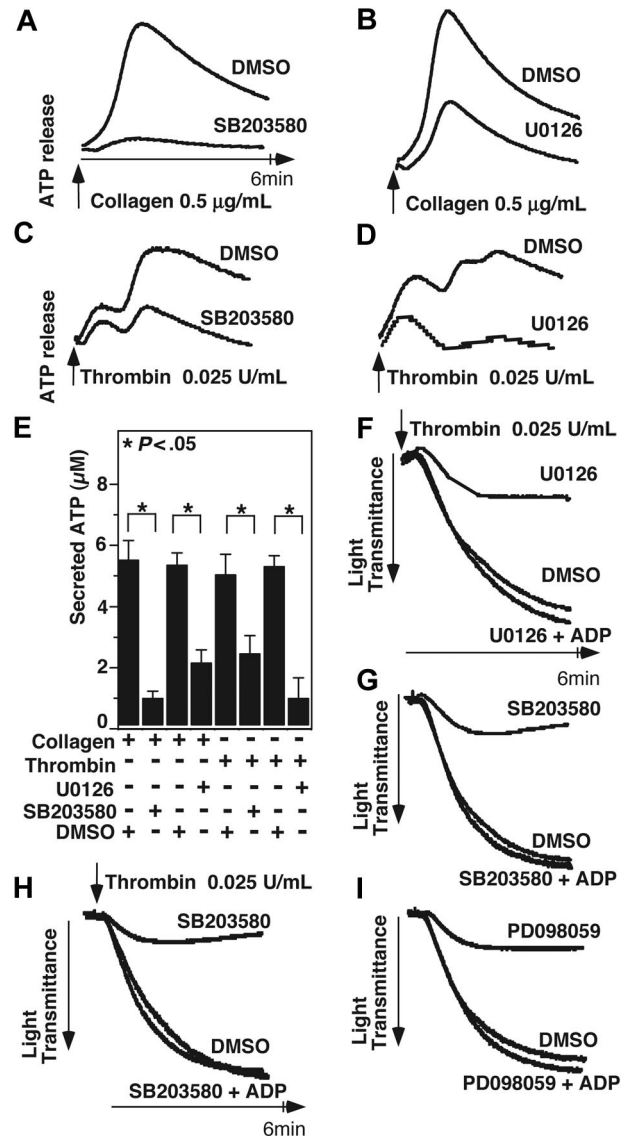 A
B
DMSO
DMSO
SB203580
U0126
ATP release
6min
Collagen 0.5 μg/mL
Collagen 0.5 μg/mL
C
D
DMSO
DMSO
SB203580
U0126
ATP release
Thrombin 0.025 U/mL
Thrombin 0.025 U/mL
E
* P<.05
Secreted ATP (μM)
8
6
4
2
0
* * * *
Collagen + + + + - - - -
Thrombin - - - - + + + +
U0126 - - - + - - - +
SB203580 - + - - - + - -
DMSO + - + - + - + -
F
Thrombin 0.025 U/mL
Light
Transmittance
U0126
DMSO
U0126 + ADP
6min
G
Light
Transmittance
SB203580
DMSO
SB203580 + ADP
H
Thrombin 0.025 U/mL
Light
Transmittance
SB203580
DMSO
SB203580 + ADP
6min
I
Light
Transmittance
PD098059
DMSO
PD098059 + ADP